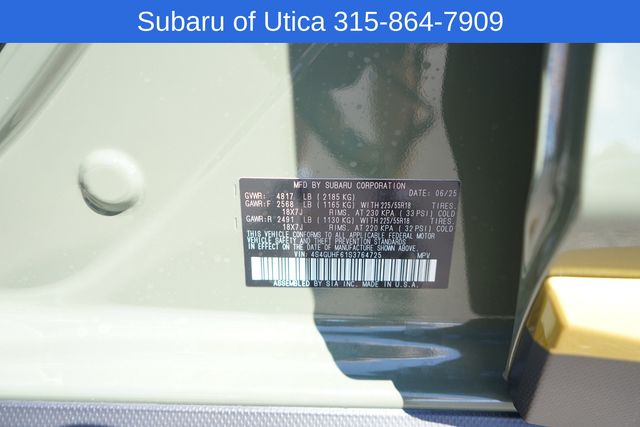 Subaru of Utica 315-864-7909
MFD BY SUBARU CORPORATION
GVWR: 4817 LB (2185 KG) DATE: 06/25
GAWR:F 2568 LB (1165 KG) WITH 225/55R18 TIRES.
18X7J RIMS. AT 230 KPA (33 PSI) COLD
GAWR:R 2491 LB (1130 KG) WITH 225/55R18 TIRES.
18X7J RIMS. AT 220 KPA (32 PSI) COLD
THIS VEHICLE CONFORMS TO ALL APPLICABLE FEDERAL MOTOR
VEHICLE SAFETY AND THEFT PREVENTION STANDARDS IN
EFFECT ON THE DATE OF MANUFACTURE SHOWN ABOVE.
VIN: 4S4GUHF61S3764725 MPV
ASSEMBLED BY SIA INC. MADE IN U.S.A.